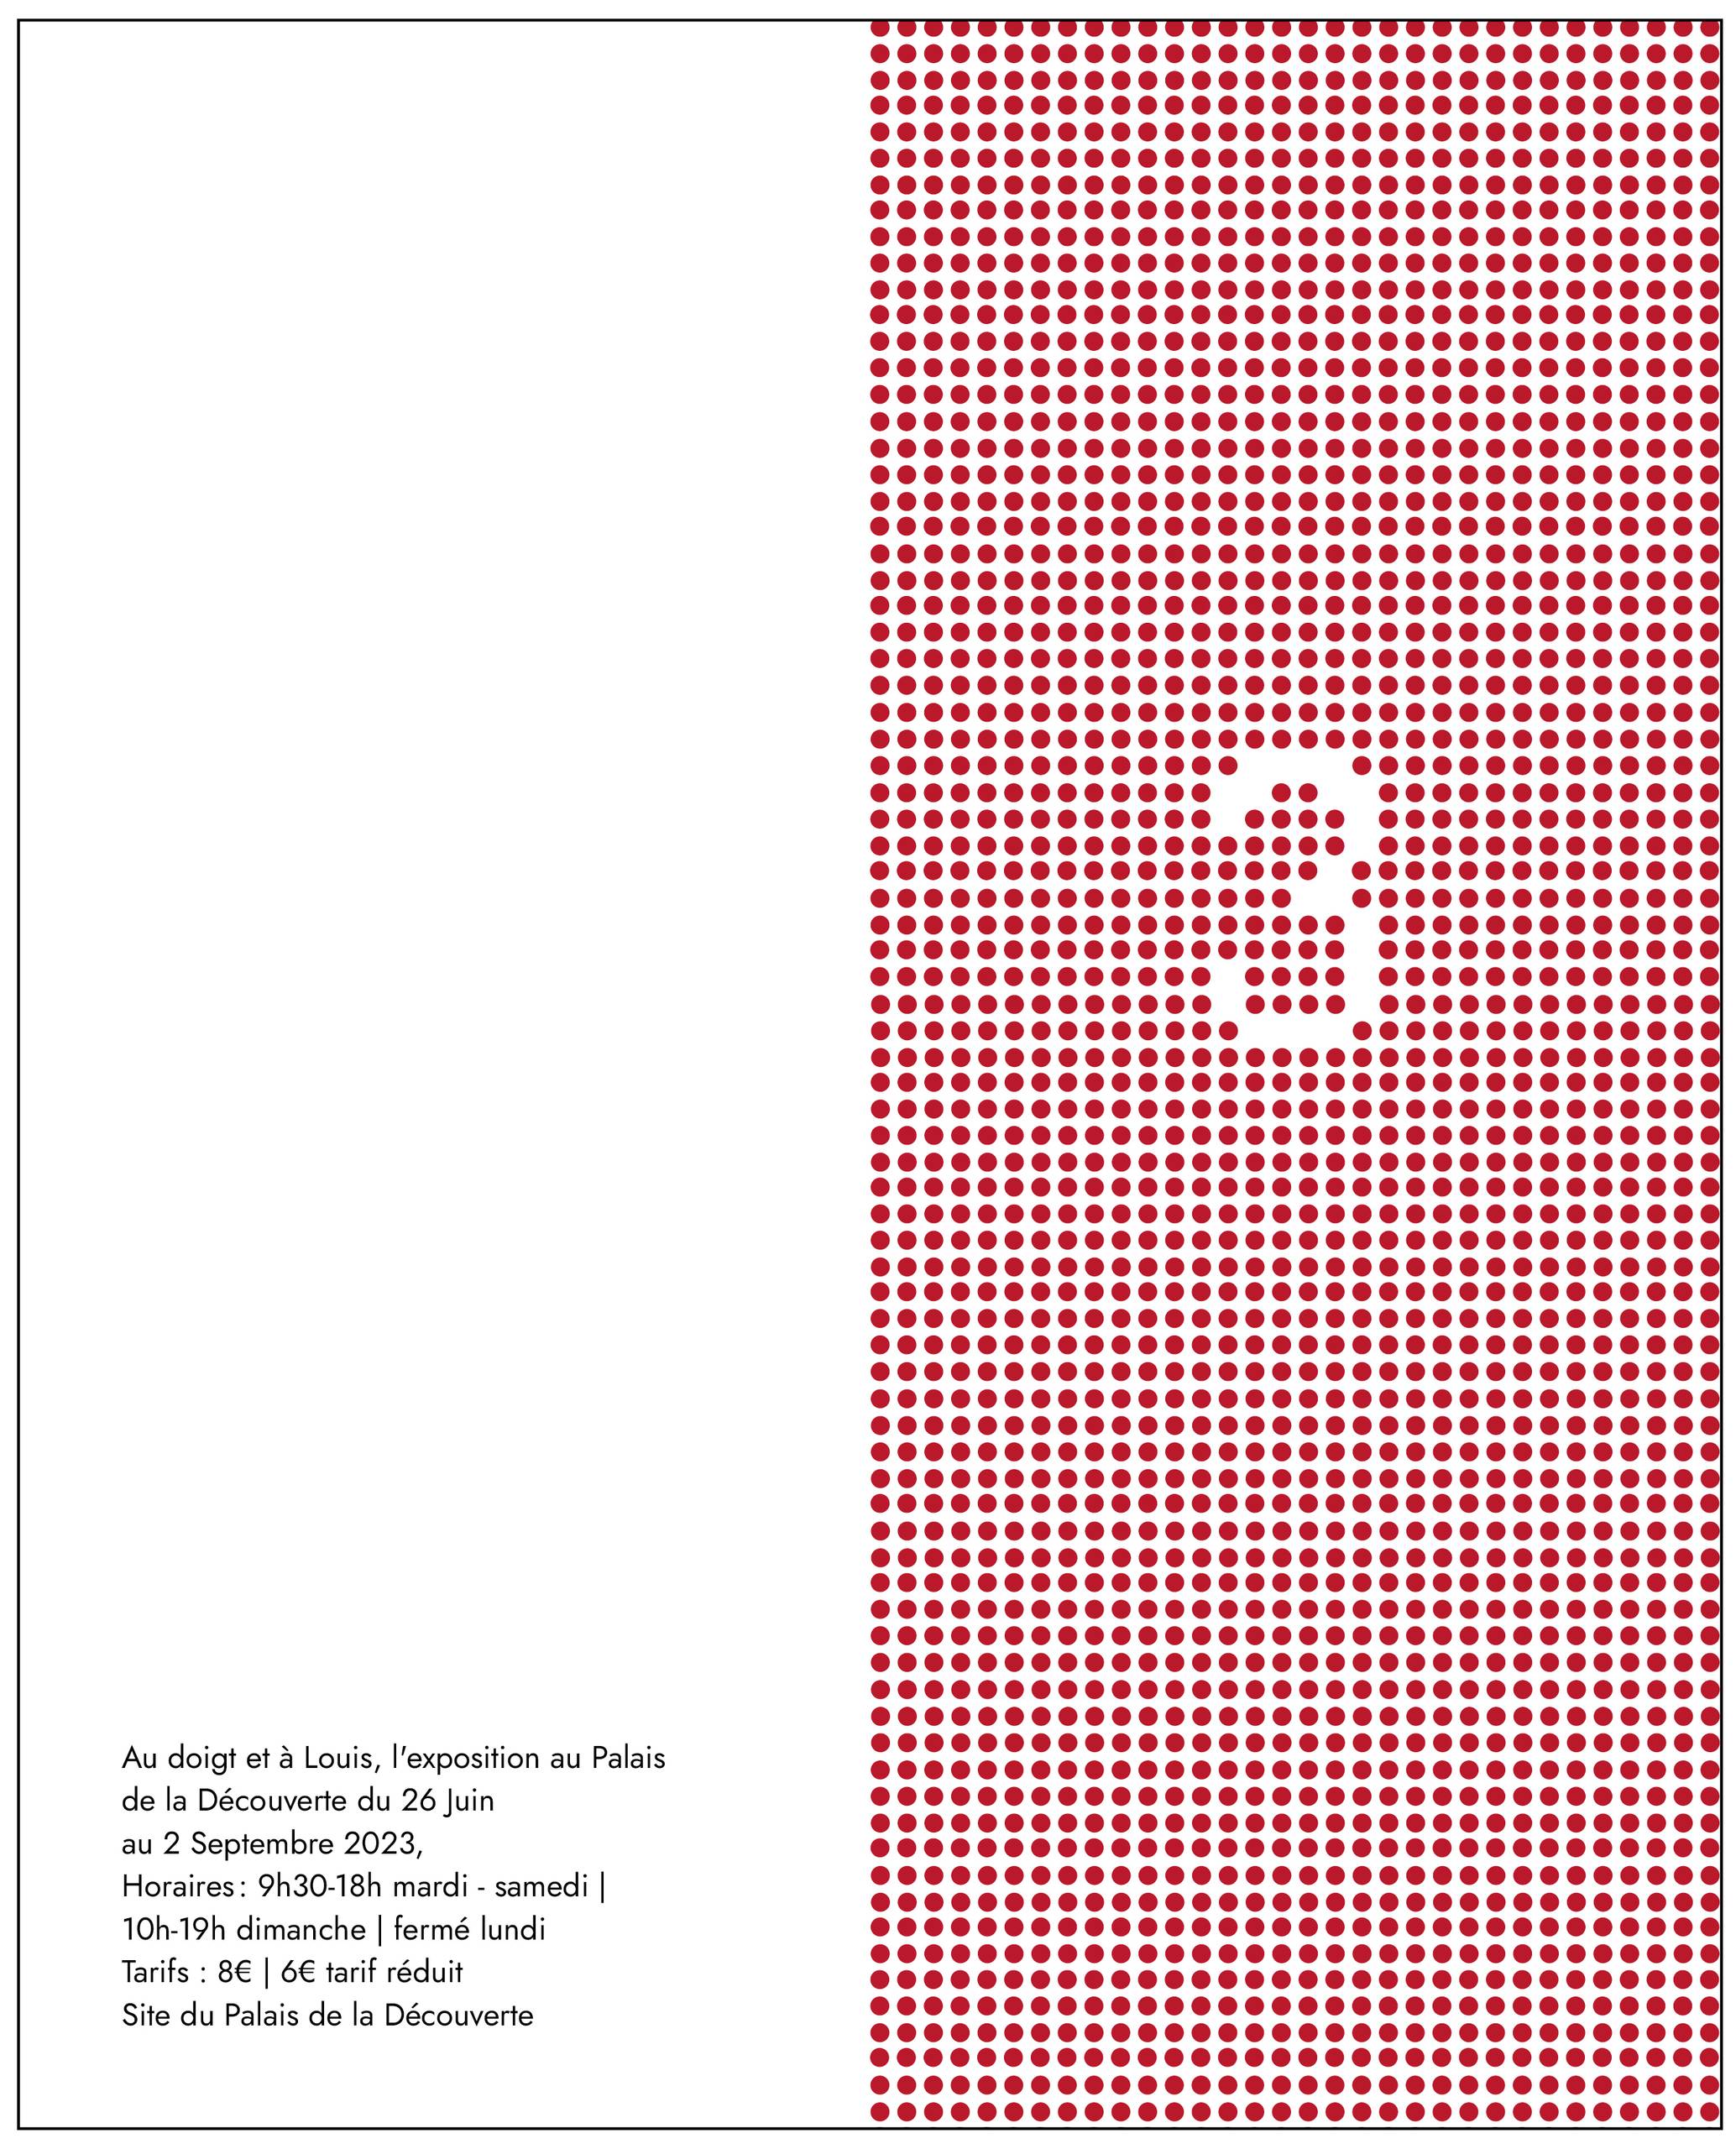 3
Au doigt et à Louis, l'exposition au Palais
de la Découverte du 26 Juin
au 2 Septembre 2023,
Horaires : 9h30-18h mardi - samedi |
10h-19h dimanche | fermé lundi
Tarifs : 8€ | 6€ tarif réduit
Site du Palais de la Découverte